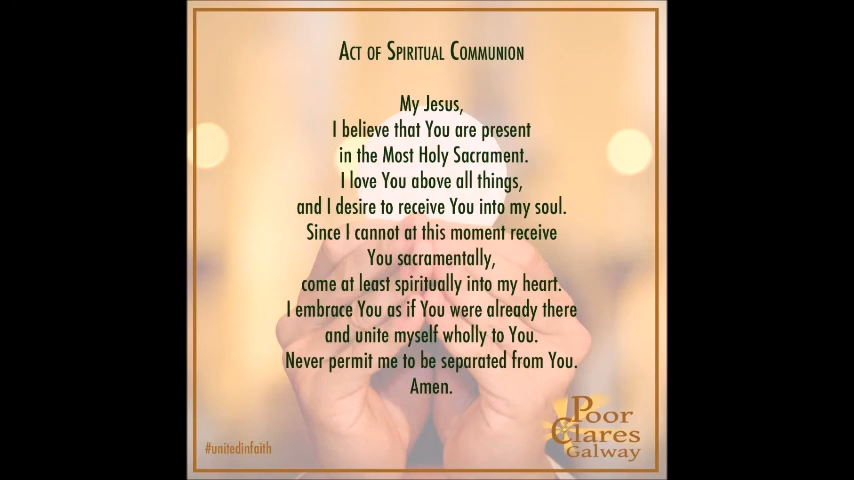 Act of Spiritual Communion
My Jesus,
I believe that You are present
in the Most Holy Sacrament.
I love You above all things,
and I desire to receive You into my soul.
Since I cannot at this moment receive
You sacramentally,
come at least spiritually into my heart.
I embrace You as if You were already there
and unite myself wholly to You.
Never permit me to be separated from You.
Amen.
#unitedinfaith
Poor
Clares
Galway